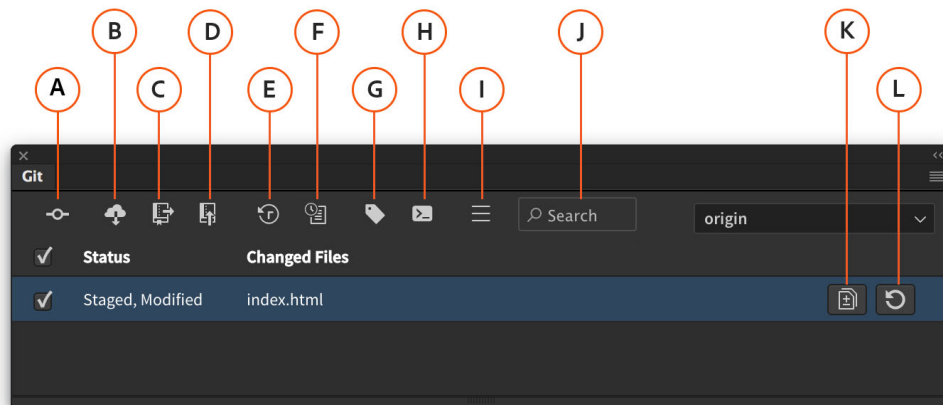 B D F H J K
A C E G I L
Git
Search
origin
Status Changed Files
Staged, Modified index.html